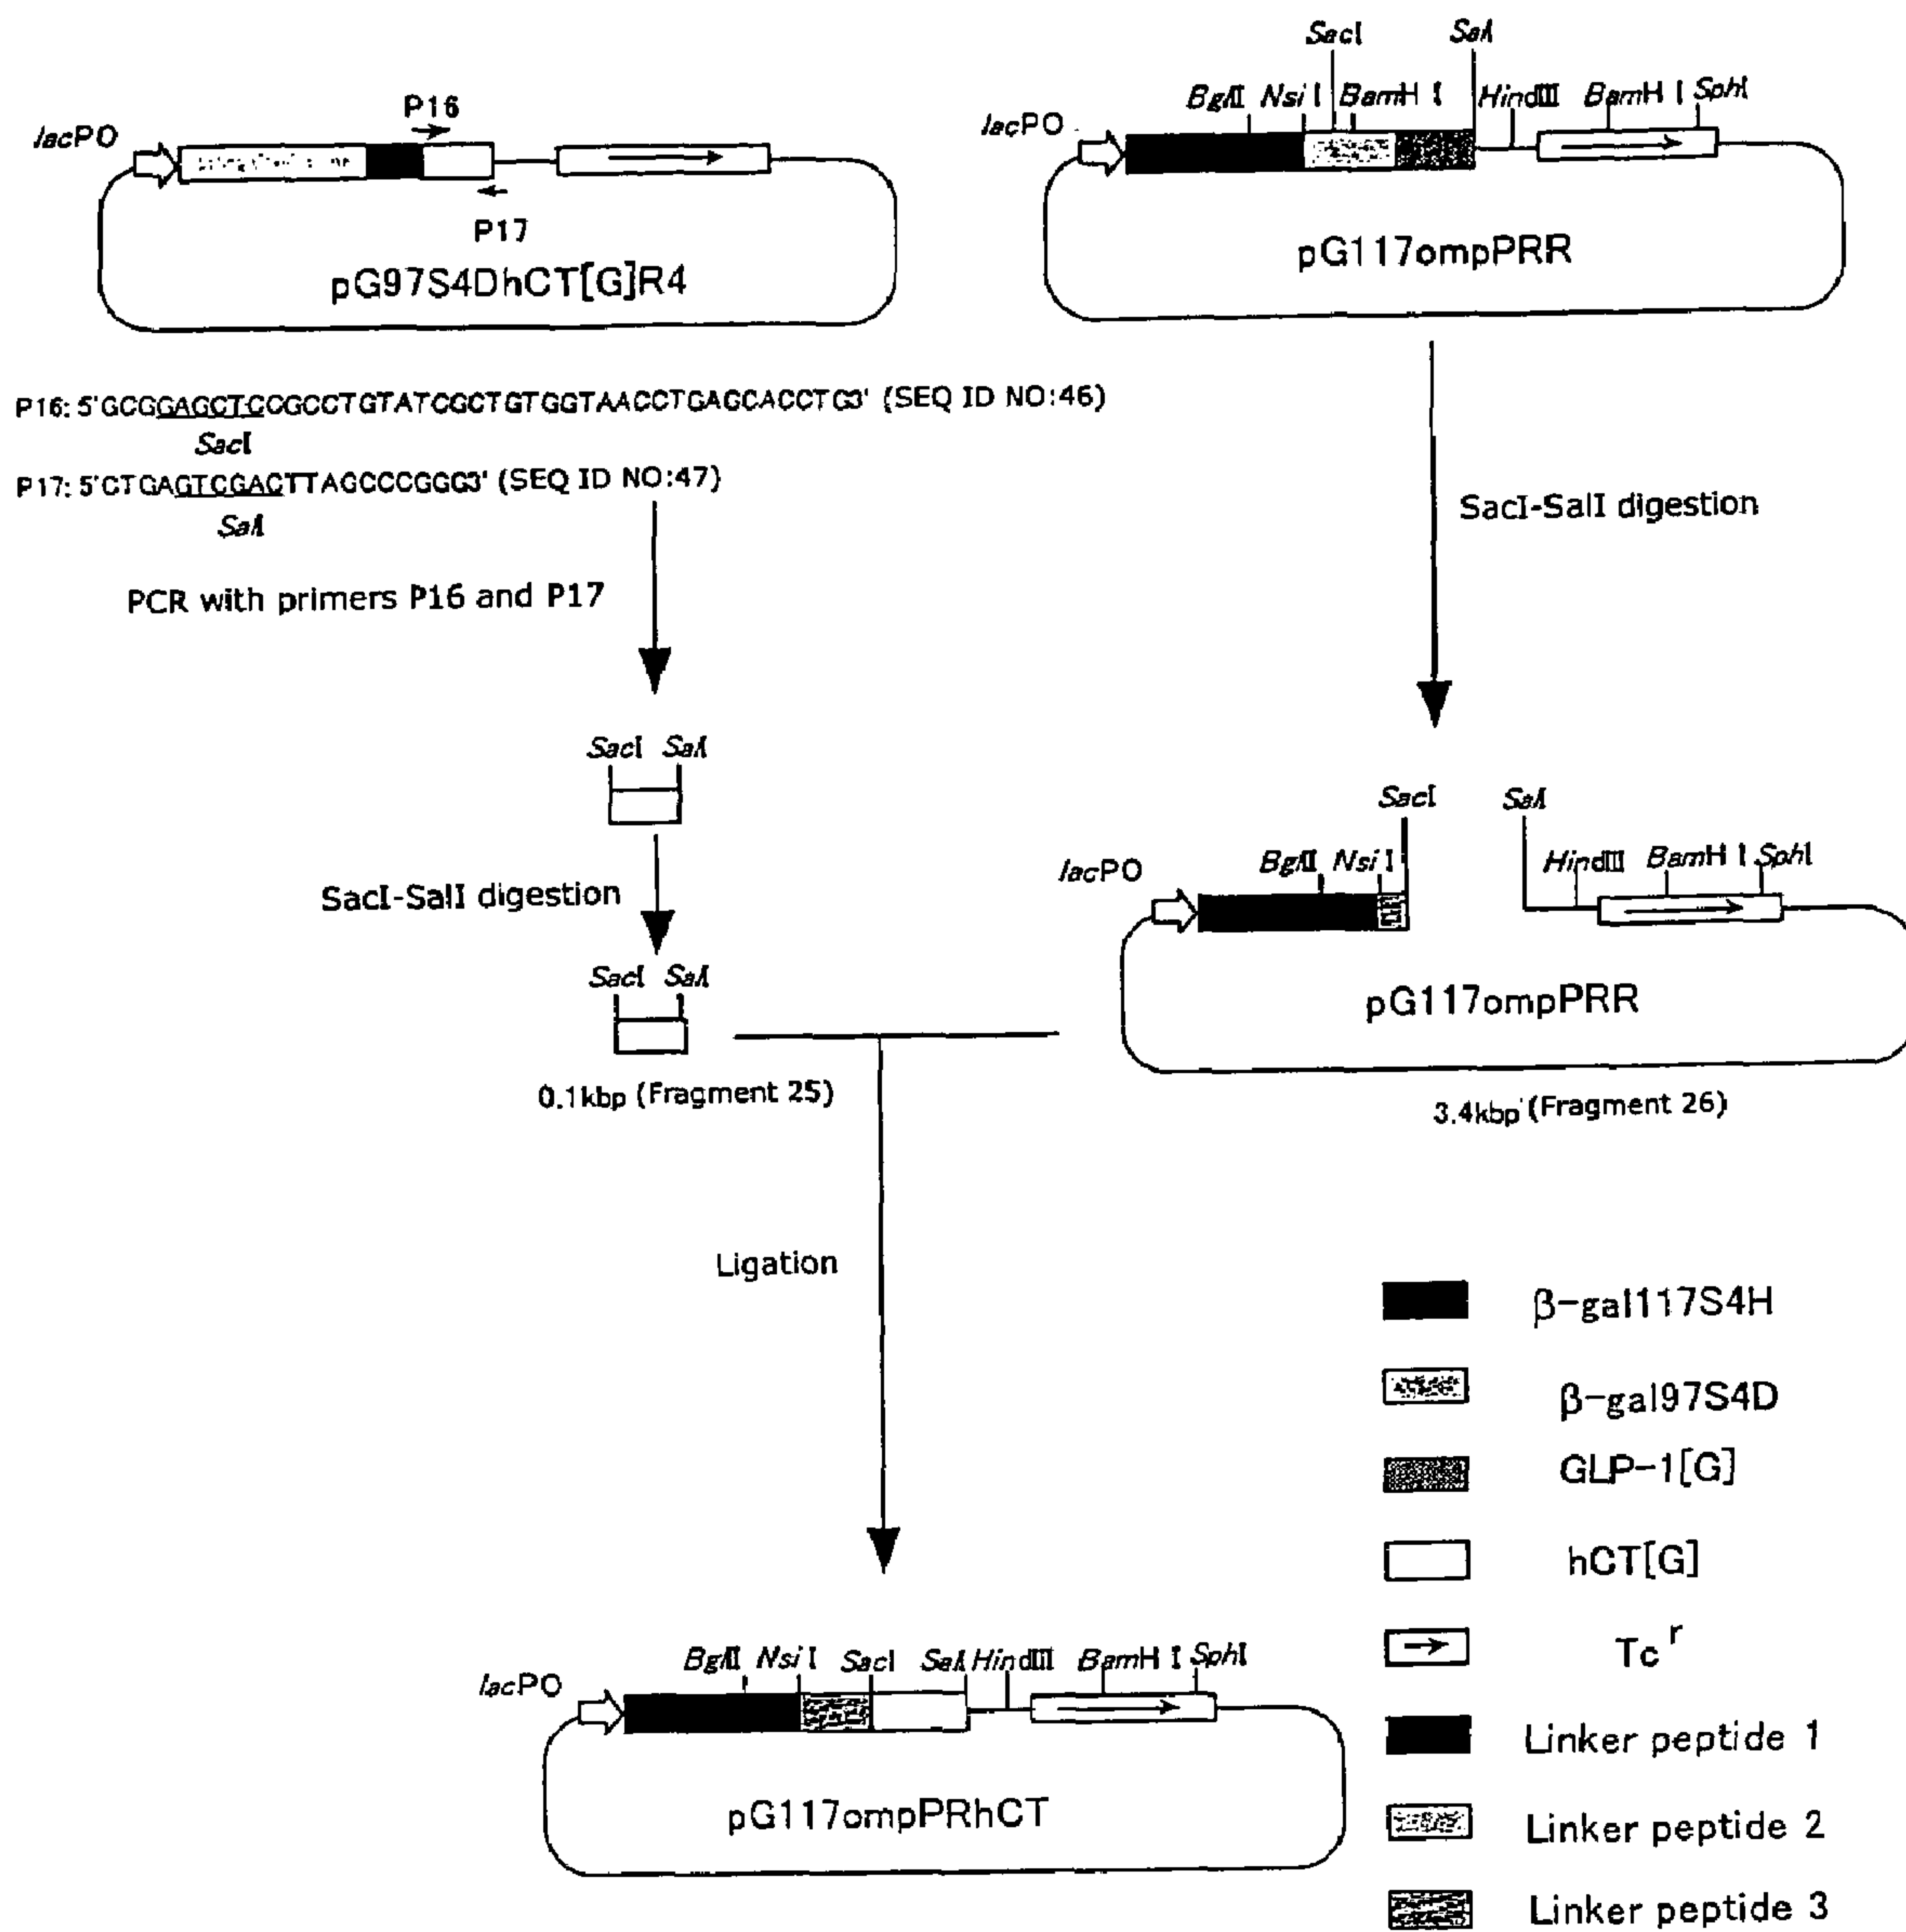 SacI SalI
BglII NsiI BamHI HindIII BamHI SphI
lacPO
P16
P17
pG97S4DhCT[G]R4
lacPO
pG117ompPRR
P16: 5'GCGGAGCTCCGCCTGTATCGCTGTGGTAACCTGAGCACCTG3' (SEQ ID NO:46)
SacI
P17: 5'CTGAGTCGACTTAGCCCGGG3' (SEQ ID NO:47)
SalI
PCR with primers P16 and P17
SacI-SalI digestion
SacI SalI
SacI-SalI digestion
SacI SalI
0.1kbp (Fragment 25)
SacI SalI
BglII NsiI HindIII BamHI SphI
lacPO
pG117ompPRR
3.4kbp (Fragment 26)
Ligation
BglII NsiI SacI SalI HindIII BamHI SphI
lacPO
pG117ompPRhCT
β-gal117S4H
β-gal97S4D
GLP-1[G]
hCT[G]
Tc r
Linker peptide 1
Linker peptide 2
Linker peptide 3